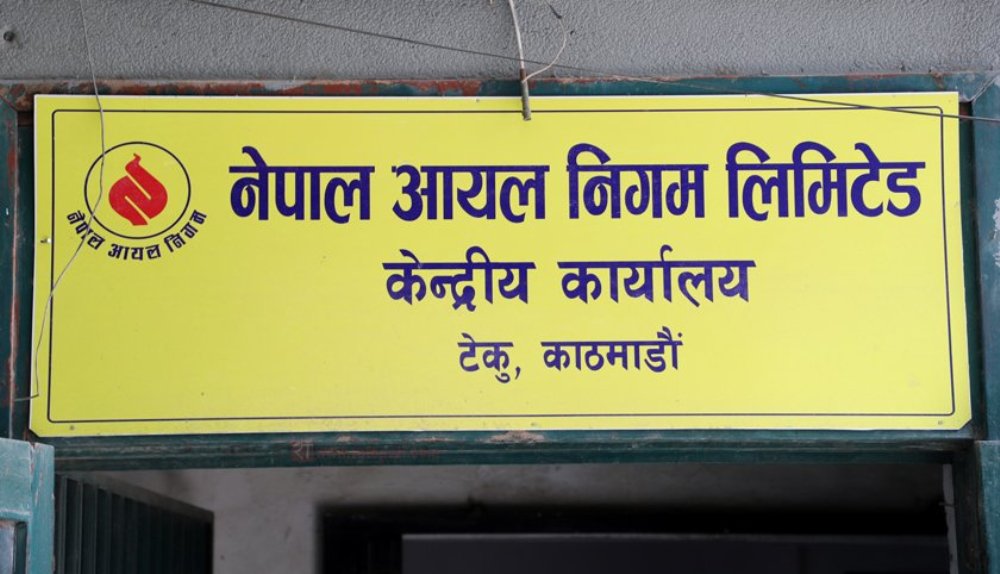 नेपाल आयल निगम लिमिटेड
नेपाल आयल निगम
केन्द्रीय कार्यालय
टेकु, काठमाडौं